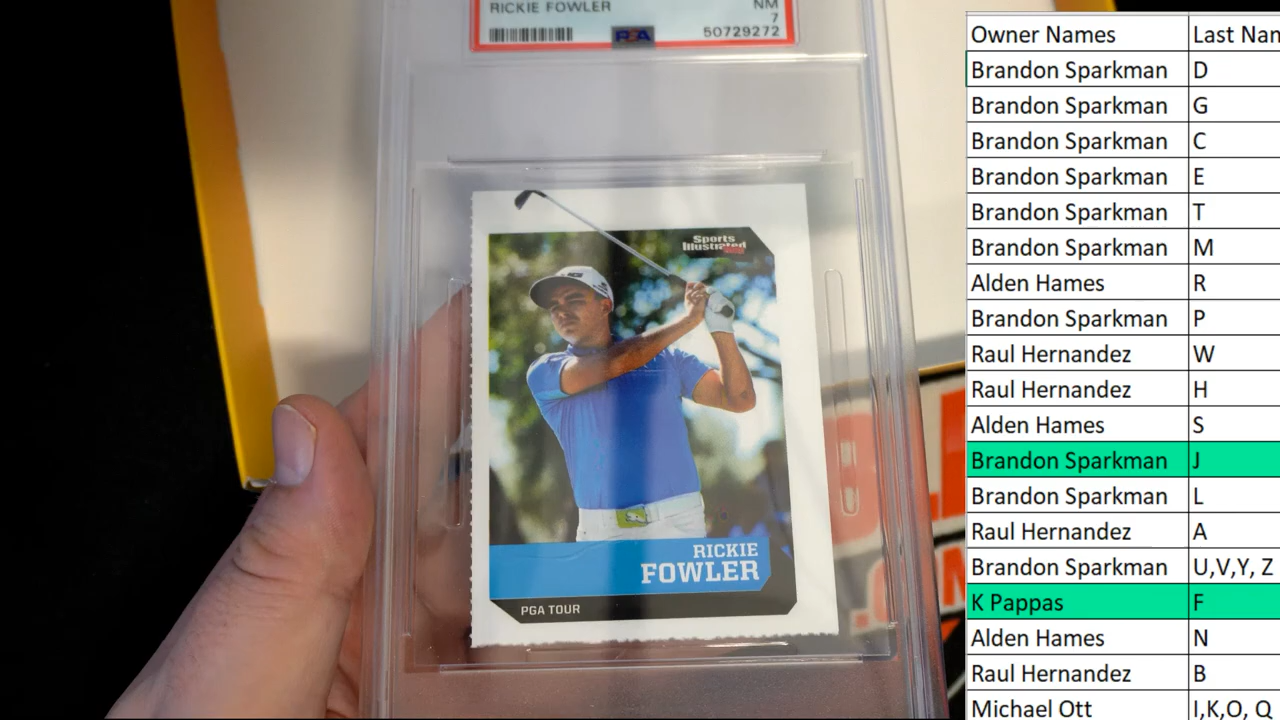 RICKIE FOWLER
NM
7
PSA
50729272
Sports
Illustrated
RICKIE
FOWLER
PGA TOUR
Owner Names Last Nan
Brandon Sparkman D
Brandon Sparkman G
Brandon Sparkman C
Brandon Sparkman E
Brandon Sparkman T
Brandon Sparkman M
Alden Hames R
Brandon Sparkman P
Raul Hernandez W
Raul Hernandez H
Alden Hames S
Brandon Sparkman J
Brandon Sparkman L
Raul Hernandez A
Brandon Sparkman U,V,Y, Z
K Pappas F
Alden Hames N
Raul Hernandez B
Michael Ott I,K,O, Q